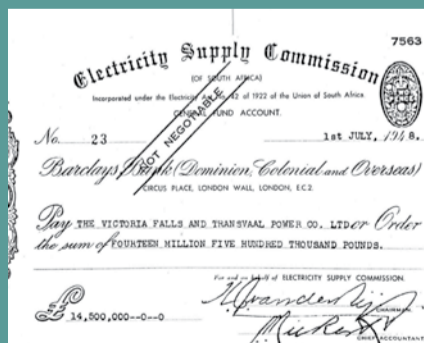 7563
Electricity Supply Commission
(OF SOUTH AFRICA)
Incorporated under the Electricity Act No. 42 of 1922 of the Union of South Africa
GENERAL FUND ACCOUNT.
NOT NEGOTIABLE
No. 23 1st JULY, 1948.
Barclays Bank (Dominion, Colonial and Overseas)
CIRCUS PLACE, LONDON WALL, LONDON, E.C.2.
Pay THE VICTORIA FALLS AND TRANSVAAL POWER CO. LTD or Order
the sum of FOURTEEN MILLION FIVE HUNDRED THOUSAND POUNDS.
For and on behalf of ELECTRICITY SUPPLY COMMISSION.
CHAIRMAN.
£ 14,500,000--0--0
CHIEF ACCOUNTANT